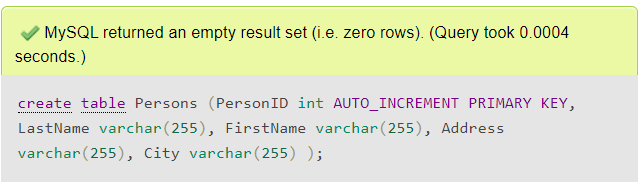 MySQL returned an empty result set (i.e. zero rows). (Query took 0.0004
seconds.)
create table Persons (PersonID int AUTO_INCREMENT PRIMARY KEY,
LastName varchar(255), FirstName varchar(255), Address
varchar(255), City varchar(255) );